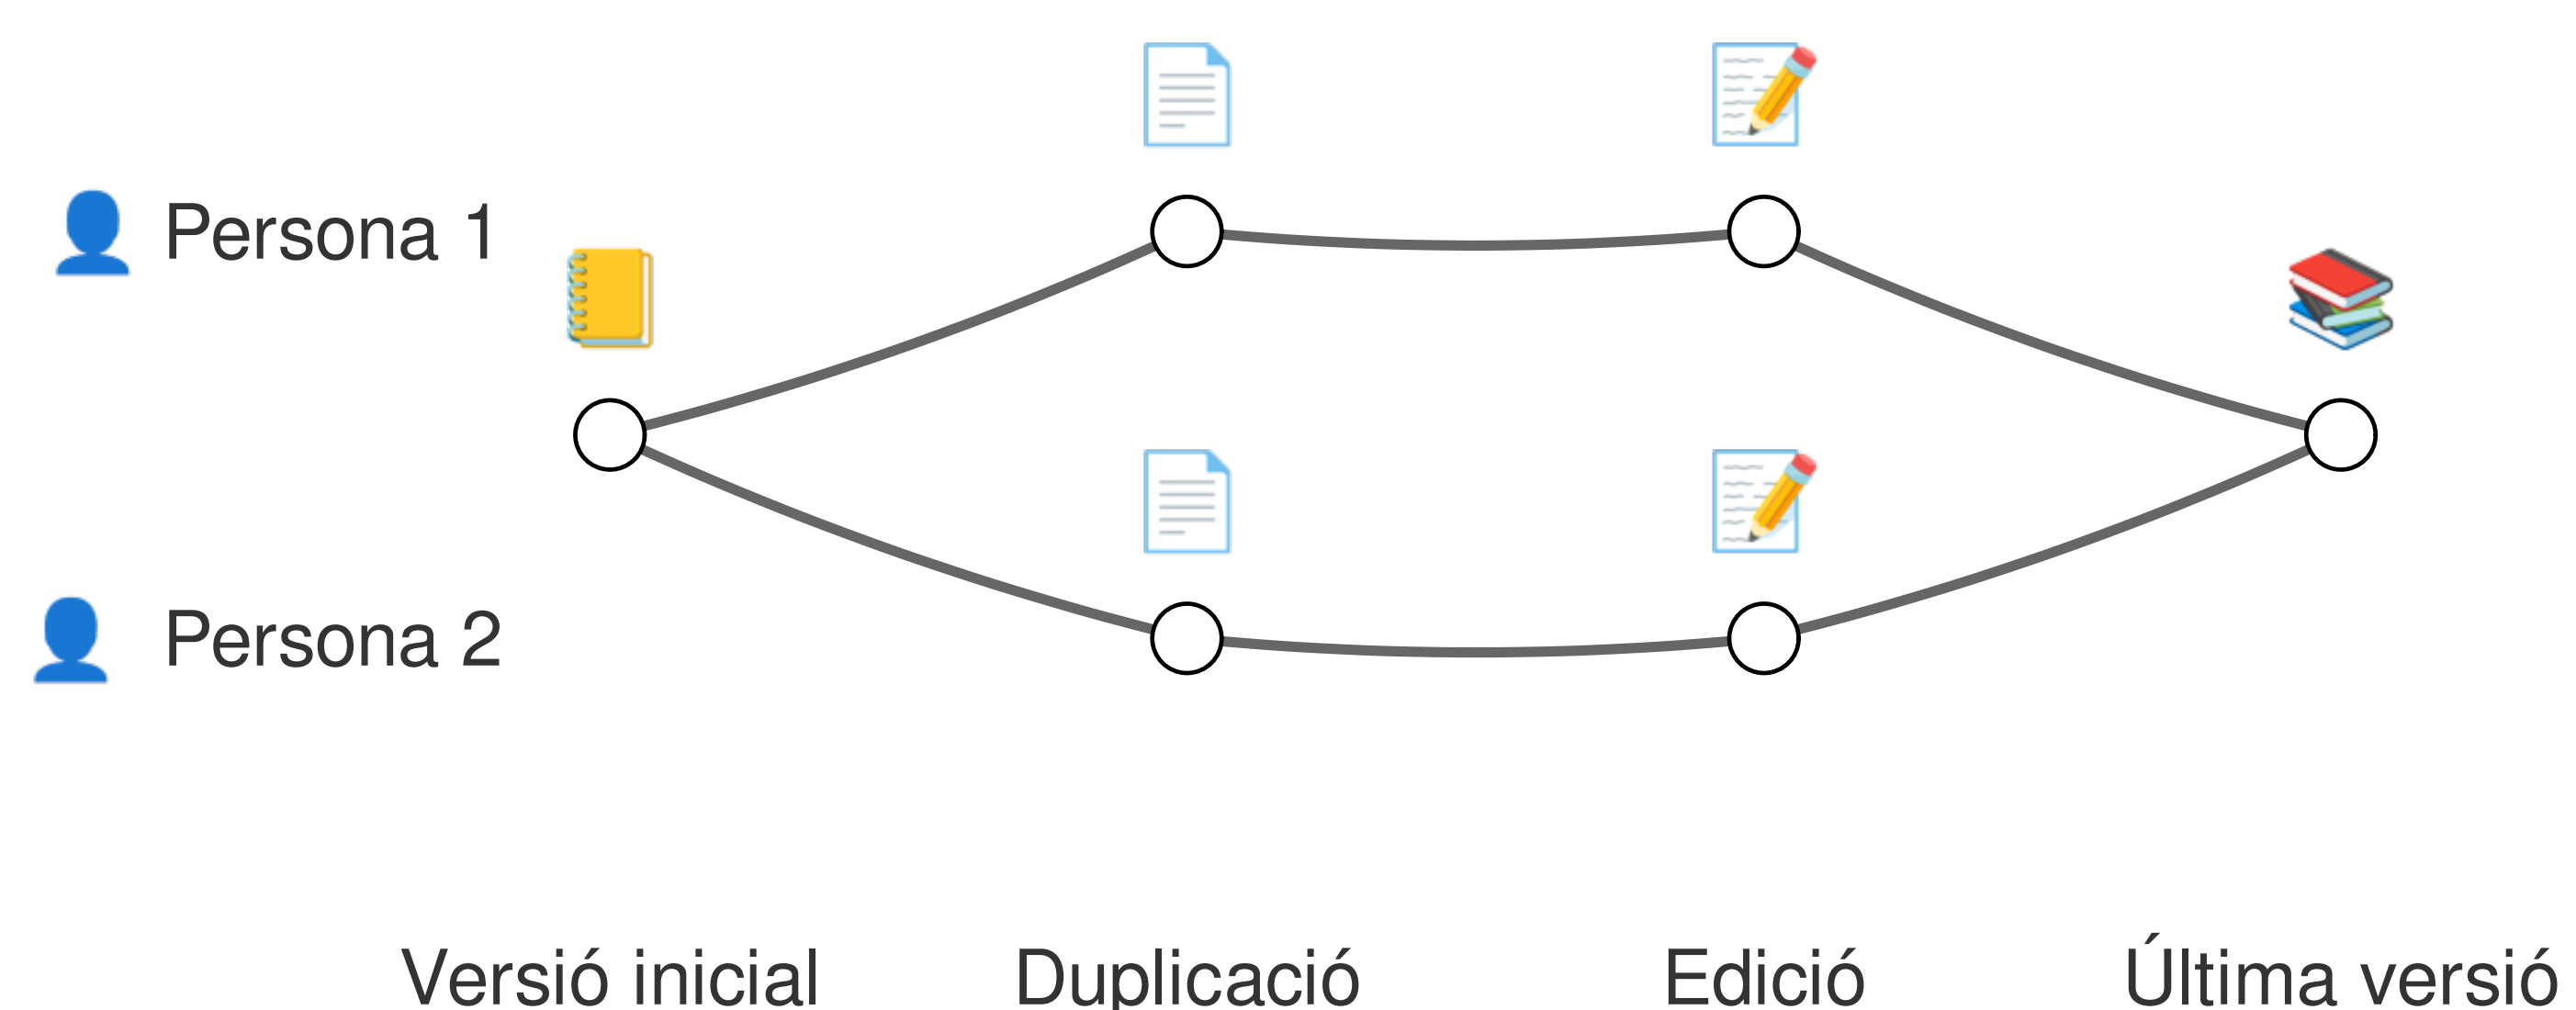 Persona 1
Persona 2
Versió inicial
Duplicació
Edició
Última versió